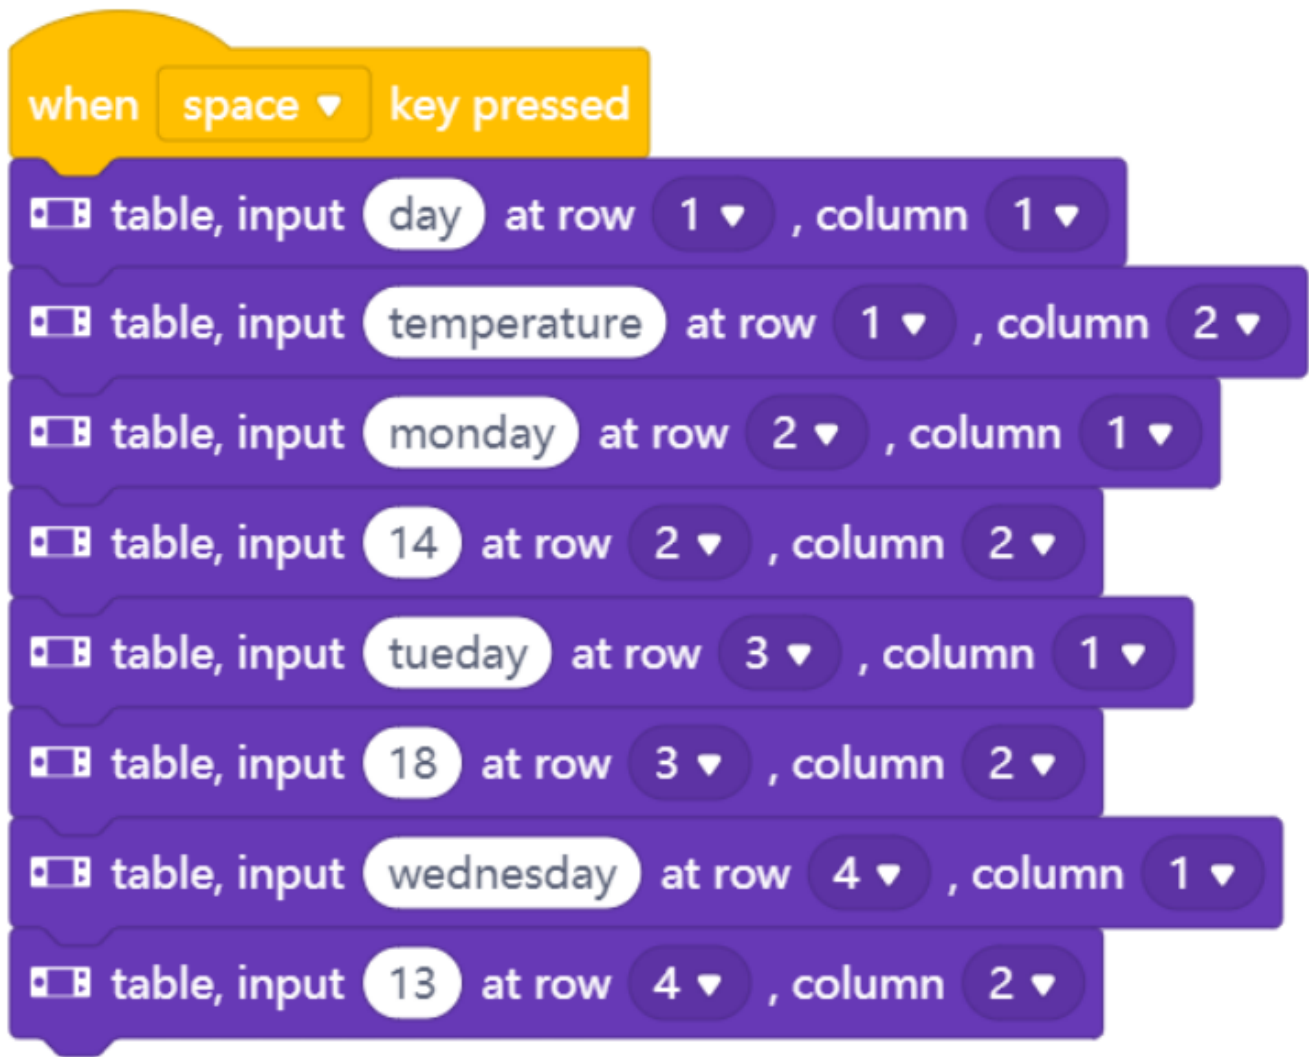 when space key pressed
table, input day at row 1 , column 1
table, input temperature at row 1 , column 2
table, input monday at row 2 , column 1
table, input 14 at row 2 , column 2
table, input tueday at row 3 , column 1
table, input 18 at row 3 , column 2
table, input wednesday at row 4 , column 1
table, input 13 at row 4 , column 2